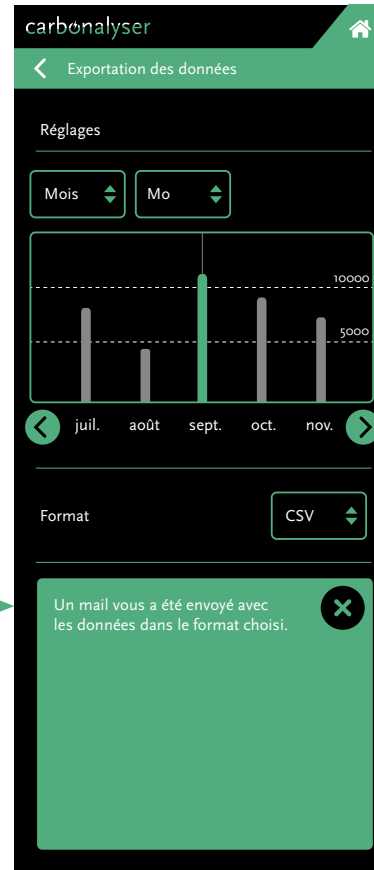 carbonalyser
Exportation des données
Réglages
Mois
Mo
10000
5000
juil. août sept. oct. nov.
Format
CSV
Un mail vous a été envoyé avec
les données dans le format choisi.